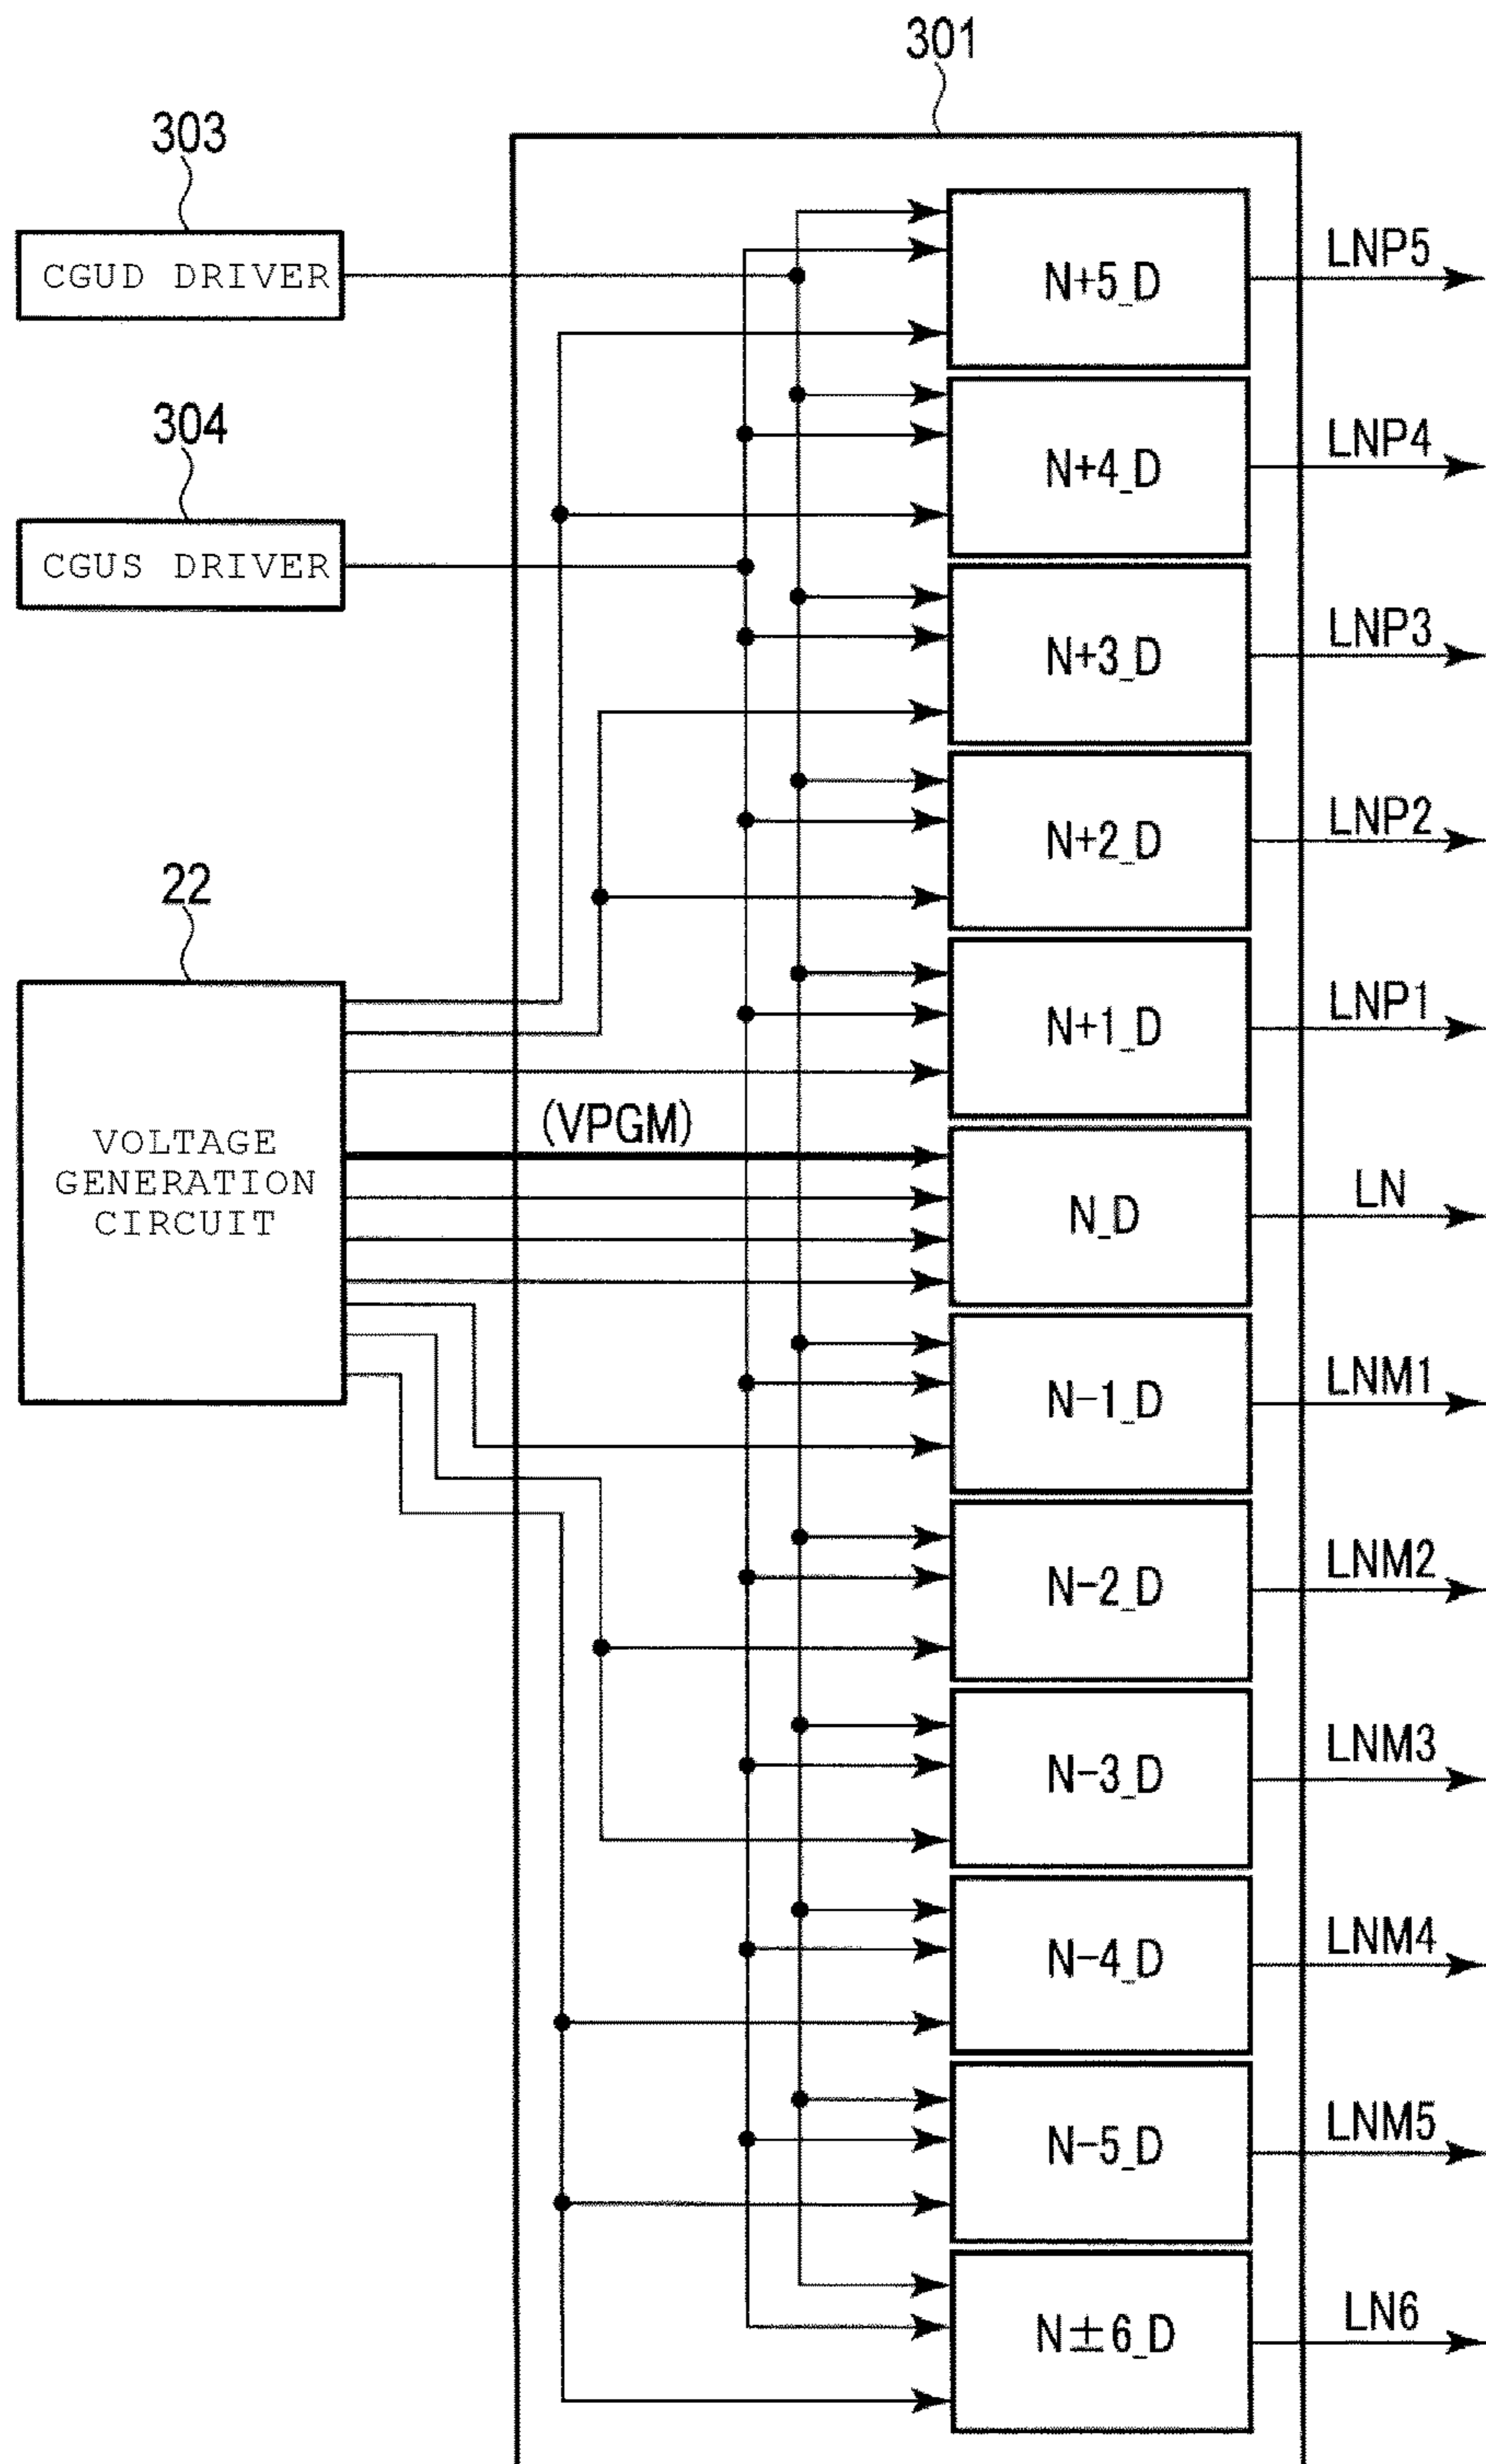 301
303
CGUD DRIVER
N+5_D
LNP5
304
CGUS DRIVER
N+4_D
LNP4
N+3_D
LNP3
N+2_D
LNP2
22
VOLTAGE
GENERATION
CIRCUIT
N+1_D
LNP1
(VPGM)
N_D
LN
N-1_D
LNM1
N-2_D
LNM2
N-3_D
LNM3
N-4_D
LNM4
N-5_D
LNM5
N±6_D
LN6